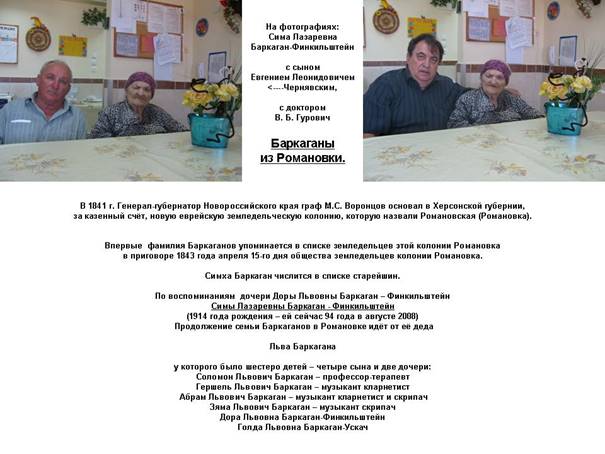 На фотографиях:
Сима Лазаревна
Баркаган-Финкильштейн
с сыном
Евгением Леонидовичем
<----Чернявским,
с доктором
В. Б. Гурович
Баркаганы
из Романовки.
В 1841 г. Генерал-губернатор Новороссийского края граф М.С. Воронцов основал в Херсонской губернии,
за казенный счёт, новую еврейскую земледельческую колонию, которую назвали Романовская (Романовка).
Впервые фамилия Баркаганов упоминается в списке земледельцев этой колонии Романовка
в приговоре 1843 года апреля 15-го дня общества земледельцев колонии Романовка.
Симха Баркаган числится в списке старейшин.
По воспоминаниям дочери Доры Львовны Баркаган – Финкильштейн
Симы Лазаревны Баркаган - Финкильштейн
(1914 года рождения – ей сейчас 94 года в августе 2008)
Продолжение семьи Баркаганов в Романовке идёт от её деда
Льва Баркагана
у которого было шестеро детей – четыре сына и две дочери:
Соломон Львович Баркаган – профессор-терапевт
Гершель Львович Баркаган – музыкант кларнетист
Абрам Львович Баркаган – музыкант кларнетист и скрипач
Зяма Львович Баркаган – музыкант скрипач
Дора Львовна Баркаган-Финкильштейн
Голда Львовна Баркаган-Ускач